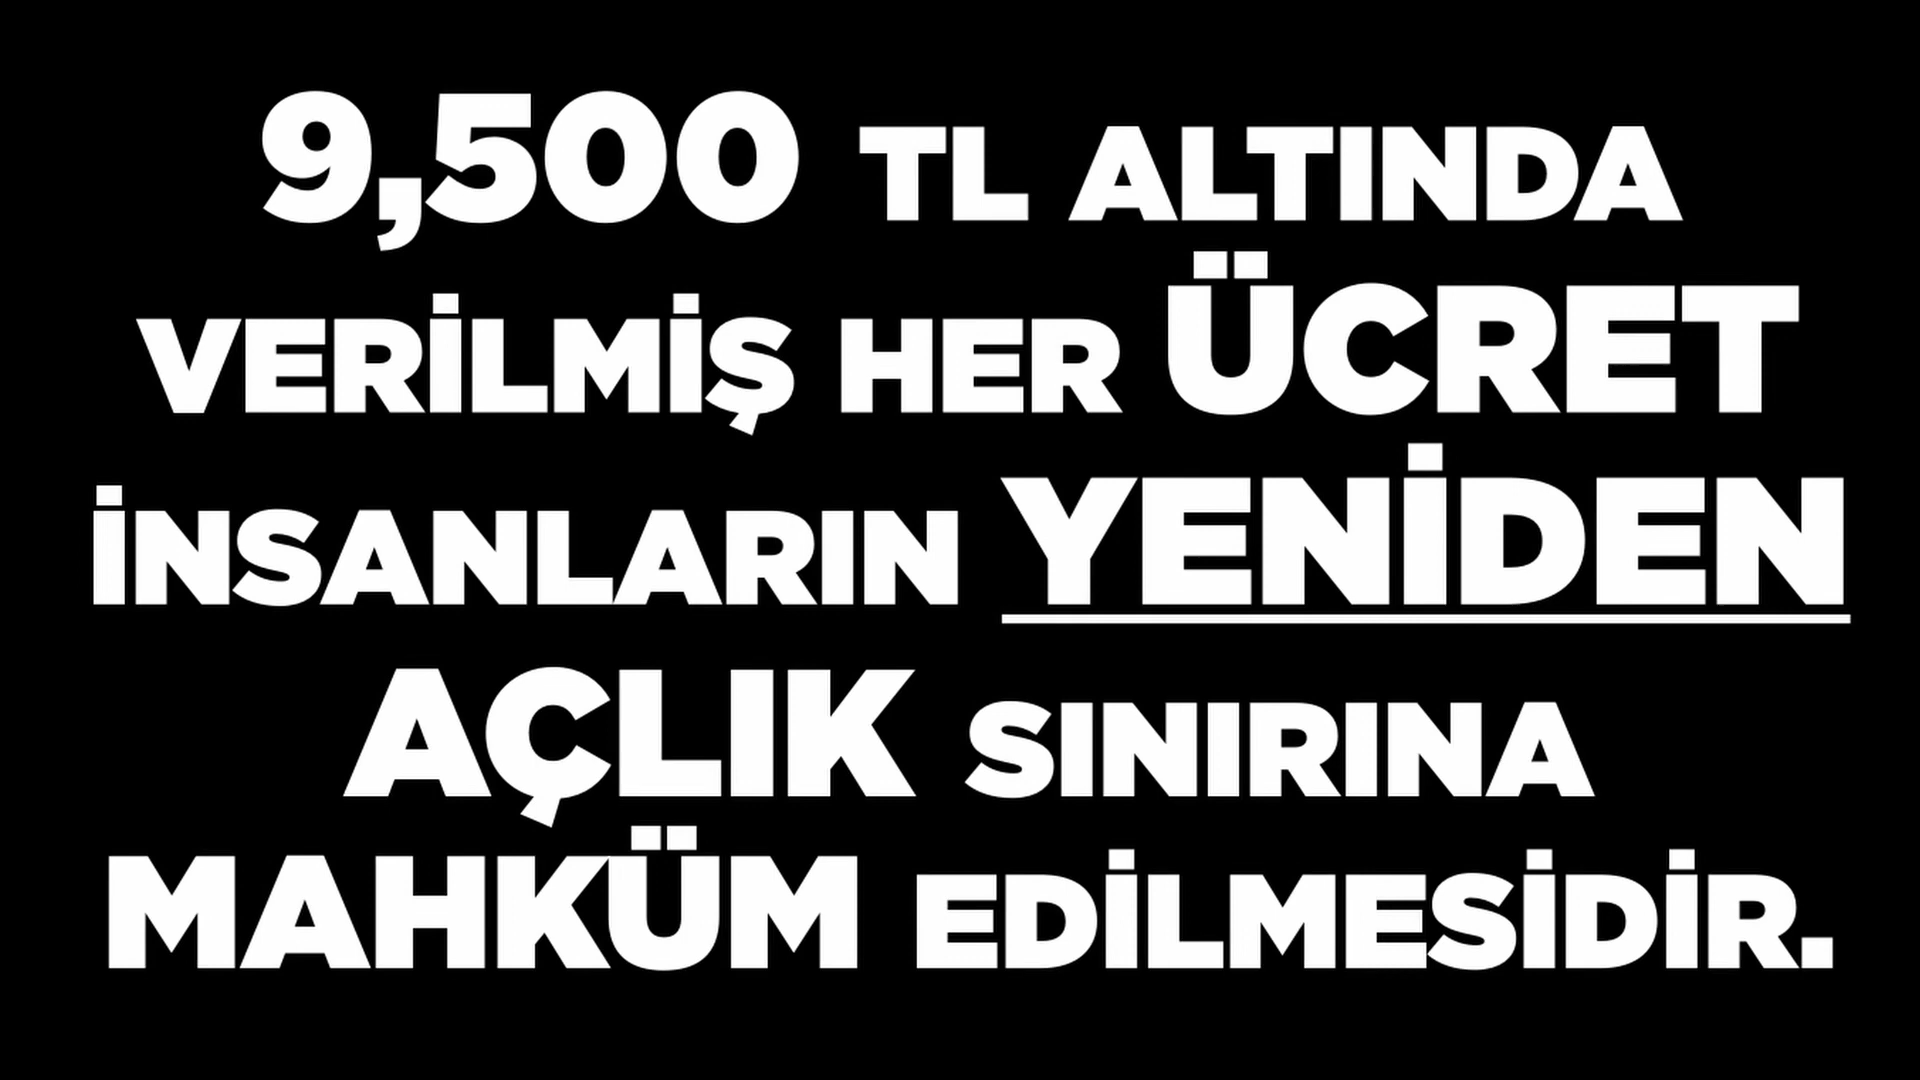 9,500 TL ALTINDA
VERİLMİŞ HER ÜCRET
İNSANLARIN YENİDEN
AÇLIK SINIRINA
MAHKÜM EDİLMESİDİR.